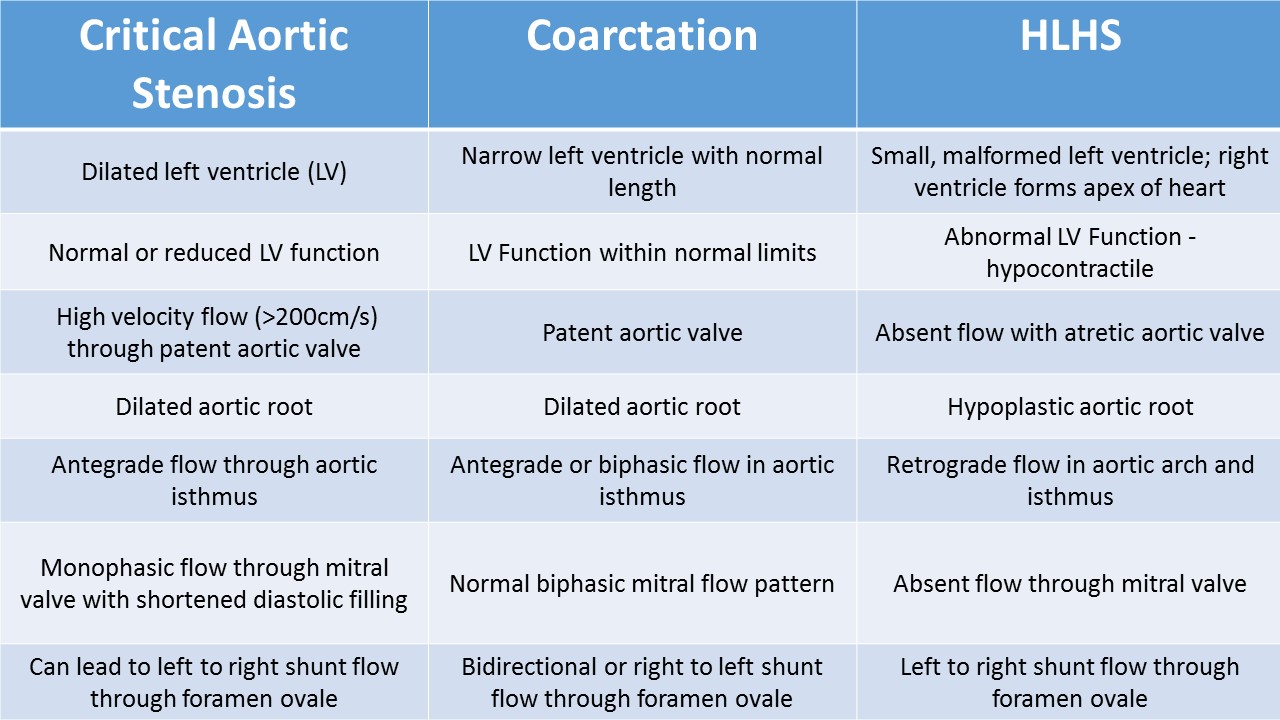 Critical Aortic
Stenosis
Coarctation
HLHS
Dilated left ventricle (LV)
Narrow left ventricle with normal
length
Small, malformed left ventricle; right
ventricle forms apex of heart
Normal or reduced LV function
LV Function within normal limits
Abnormal LV Function -
hypocontractile
High velocity flow (>200cm/s)
through patent aortic valve
Patent aortic valve
Absent flow with atretic aortic valve
Dilated aortic root
Dilated aortic root
Hypoplastic aortic root
Antegrade flow through aortic
isthmus
Antegrade or biphasic flow in aortic
isthmus
Retrograde flow in aortic arch and
isthmus
Monophasic flow through mitral
valve with shortened diastolic filling
Normal biphasic mitral flow pattern
Absent flow through mitral valve
Can lead to left to right shunt flow
through foramen ovale
Bidirectional or right to left shunt
flow through foramen ovale
Left to right shunt flow through
foramen ovale